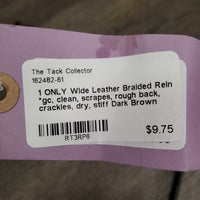 The Tack Collector
162482-61
1 ONLY Wide Leather Braided Rein
*gc, clean, scrapes, rough back,
crackles, dry, stiff Dark Brown
$9.75
RT3RP6